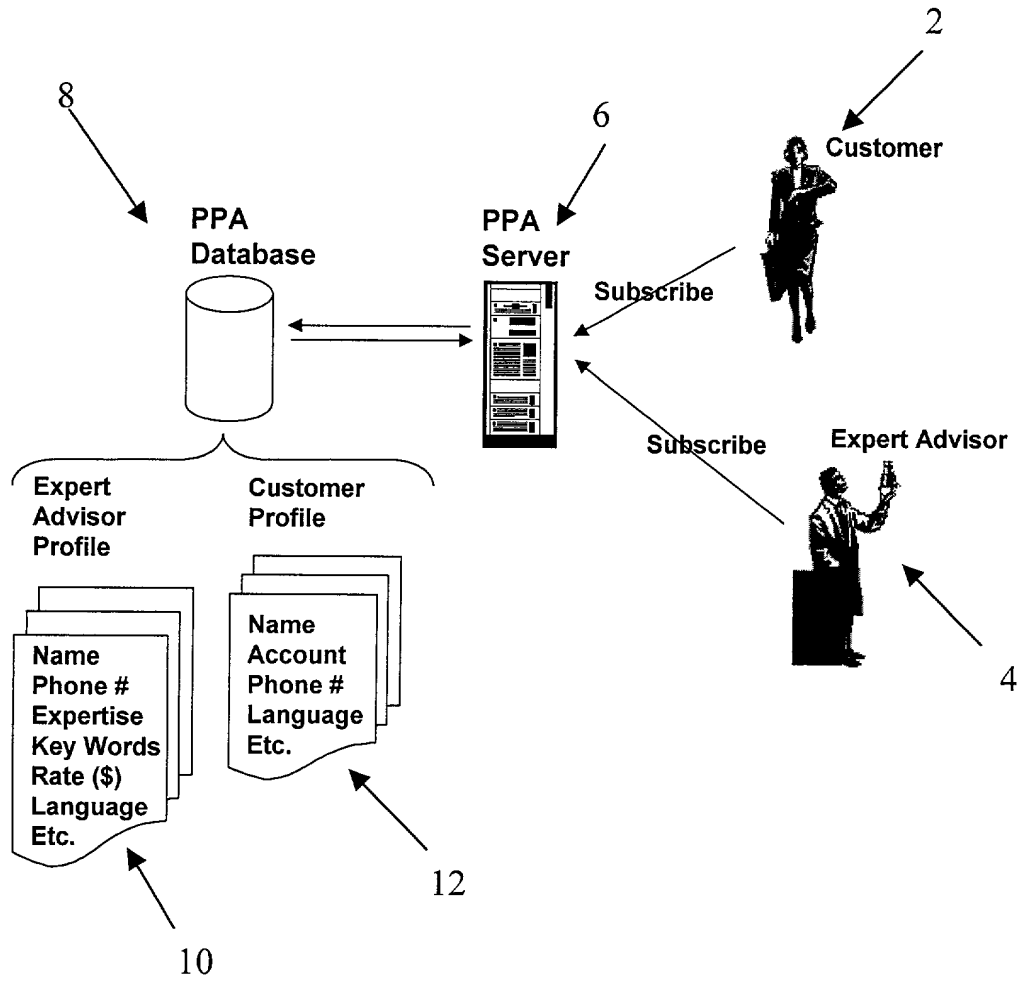 2
8
6
Customer
PPA
Database
PPA
Server
Subscribe
Subscribe
Expert Advisor
Expert
Advisor
Profile
Customer
Profile
Name
Phone #
Expertise
Key Words
Rate ($)
Language
Etc.
Name
Account
Phone #
Language
Etc.
4
12
10